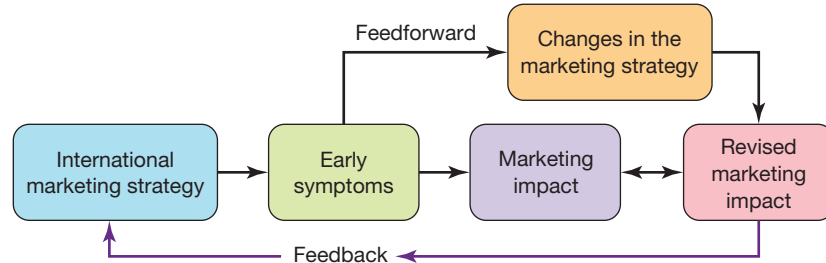 Feedforward
Changes in the
marketing strategy
International
marketing strategy
Early
symptoms
Marketing
impact
Revised
marketing
impact
Feedback